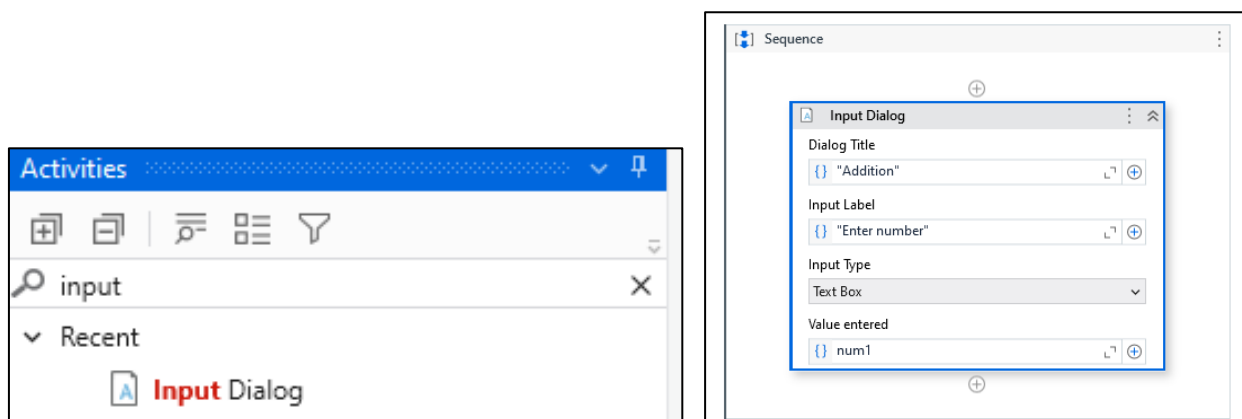 Activities
input
Recent
Input Dialog
Sequence
Input Dialog
Dialog Title
{} "Addition"
Input Label
{} "Enter number"
Input Type
Text Box
Value entered
{} num1